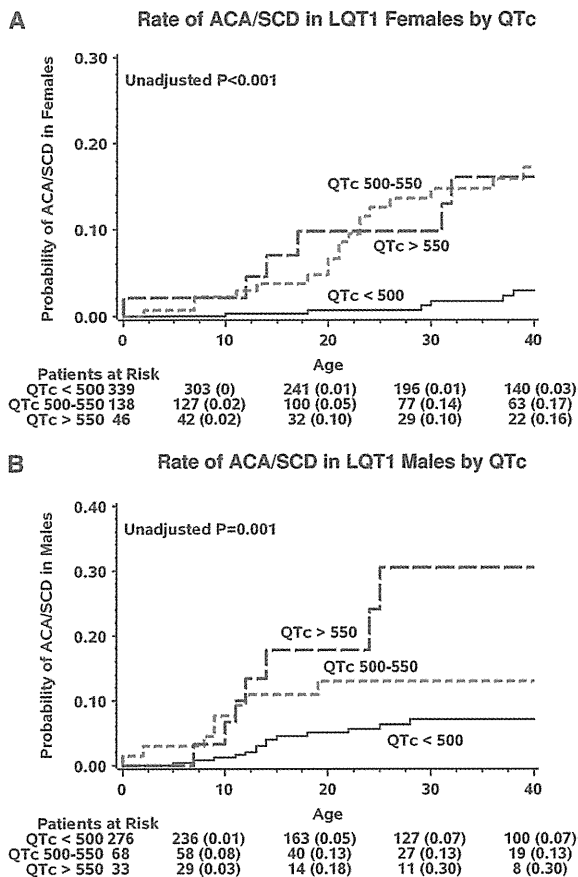 A
Rate of ACA/SCD in LQT1 Females by QTc
Probability of ACA/SCD in Females
0.30
0.20
0.10
0.00
Unadjusted P<0.001
QTc 500-550
QTc > 550
QTc < 500
0 10 20 30 40
Age
Patients at Risk
QTc < 500 339 303 (0) 241 (0.01) 196 (0.01) 140 (0.03)
QTc 500-550 138 127 (0.02) 100 (0.05) 77 (0.14) 63 (0.17)
QTc > 550 46 42 (0.02) 32 (0.10) 29 (0.10) 22 (0.16)
B
Rate of ACA/SCD in LQT1 Males by QTc
Probability of ACA/SCD in Males
0.40
0.30
0.20
0.10
0.00
Unadjusted P=0.001
QTc > 550
QTc 500-550
QTc < 500
0 10 20 30 40
Age
Patients at Risk
QTc < 500 276 236 (0.01) 163 (0.05) 127 (0.07) 100 (0.07)
QTc 500-550 68 58 (0.08) 40 (0.13) 27 (0.13) 19 (0.13)
QTc > 550 33 29 (0.03) 14 (0.18) 11 (0.30) 8 (0.30)